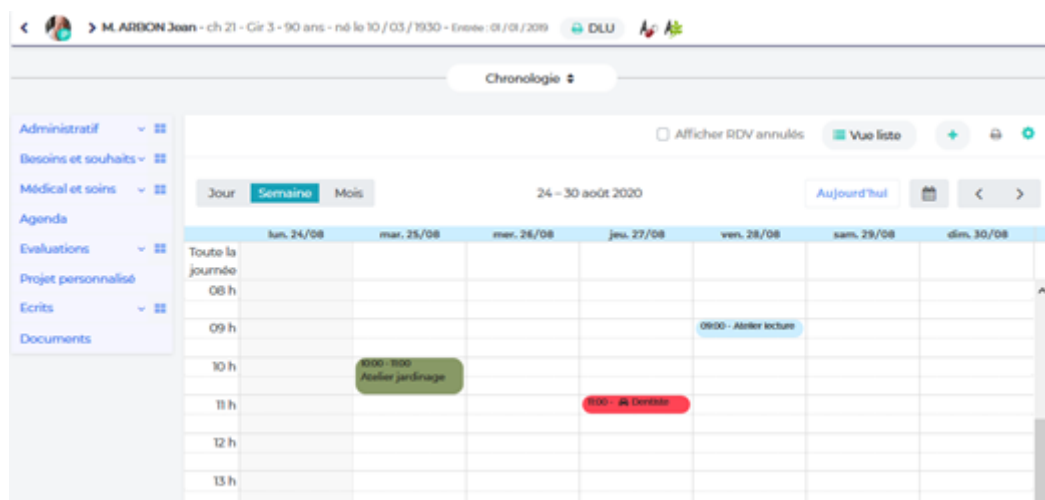 M. ARBON Jean - ch 21 - Gir 3 - 90 ans - né le 10 / 03 / 1930 - Entrée : 01 / 01 / 2019 DLU
Chronologie
Administratif
Besoins et souhaits
Médical et soins
Agenda
Evaluations
Projet personnalisé
Ecrits
Documents
Afficher RDV annulés Vue liste +
Jour Semaine Mois 24 – 30 août 2020 Aujourd'hui
lun. 24/08 mar. 25/08 mer. 26/08 jeu. 27/08 ven. 28/08 sam. 29/08 dim. 30/08
Toute la
journée
08 h
09 h 09:00 - Atelier lecture
10 h 10:00 - 11:00
Atelier jardinage
11 h 11:00 - Dentiste
12 h
13 h